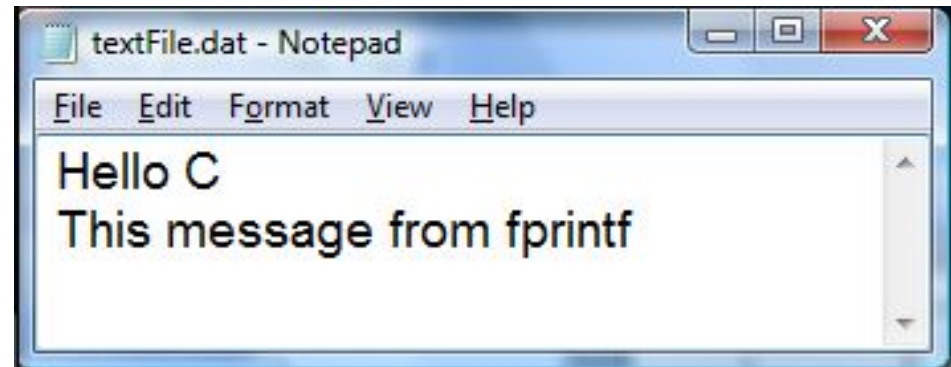 textFile.dat - Notepad
File Edit Format View Help
Hello C
This message from fprintf